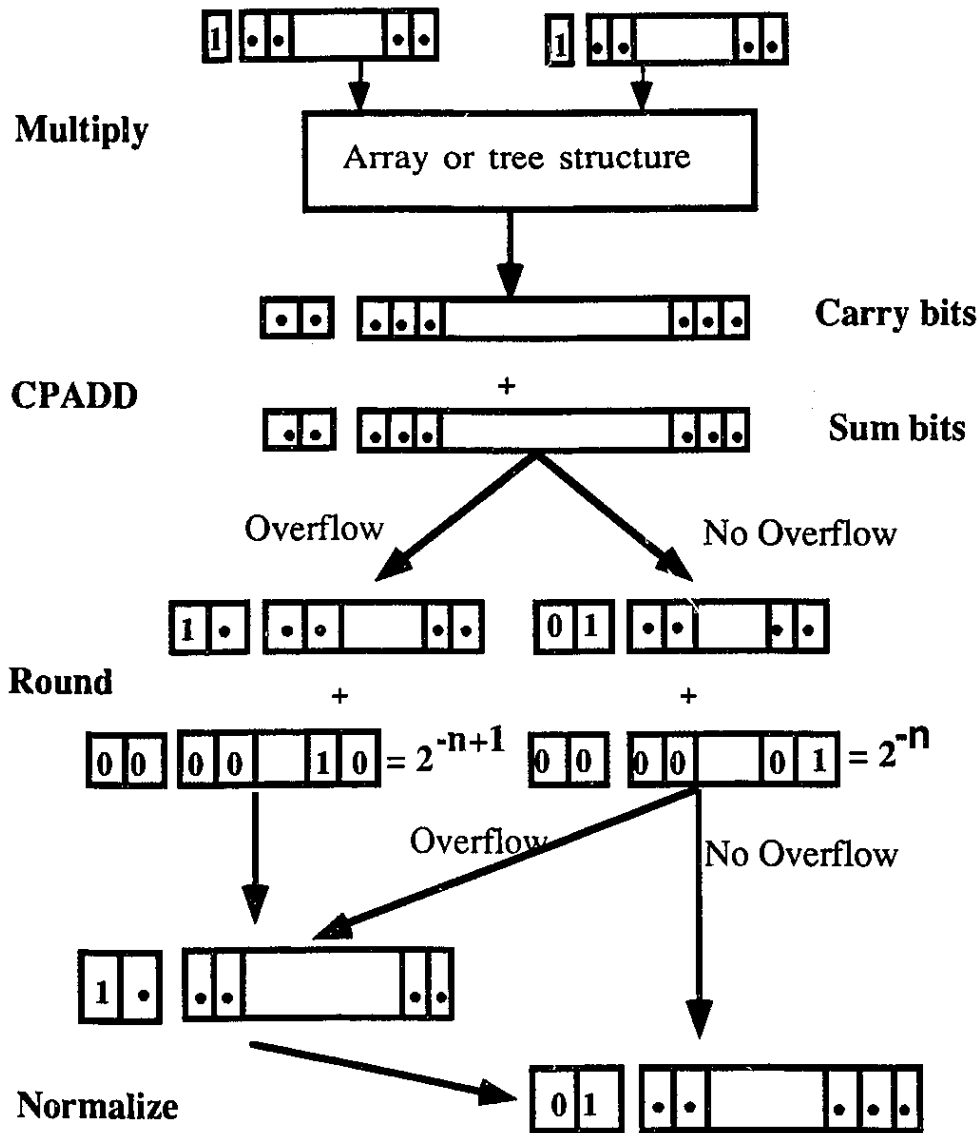 1 1
Multiply
Array or tree structure
Carry bits
+
CPADD
Sum bits
Overflow
No Overflow
1 0 1
Round
+ +
0 0 0 0 1 0 = 2^-n+1 0 0 0 0 0 1 = 2^-n
Overflow
No Overflow
1
Normalize
0 1